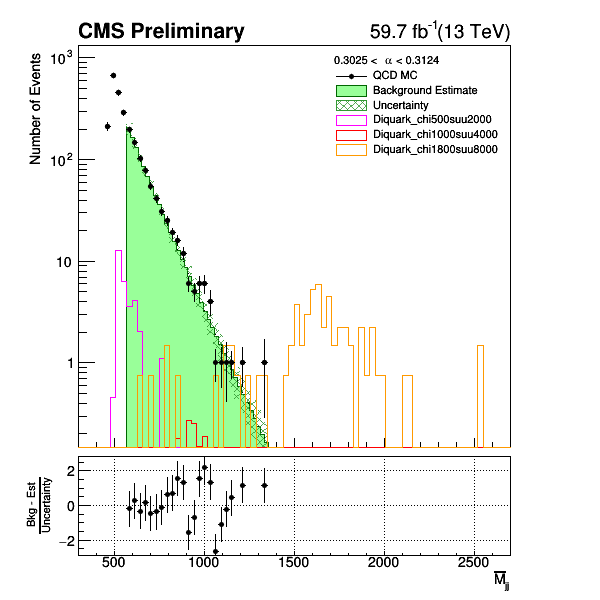 CMS Preliminary 59.7 fb⁻¹(13 TeV)
0.3025 < α < 0.3124
QCD MC
Background Estimate
Uncertainty
Diquark_chi500suu2000
Diquark_chi1000suu4000
Diquark_chi1800suu8000
Number of Events
10³
10²
10
1
Bkg - Est
Uncertainty
2
0
−2
500 1000 1500 2000 2500
M̅jj